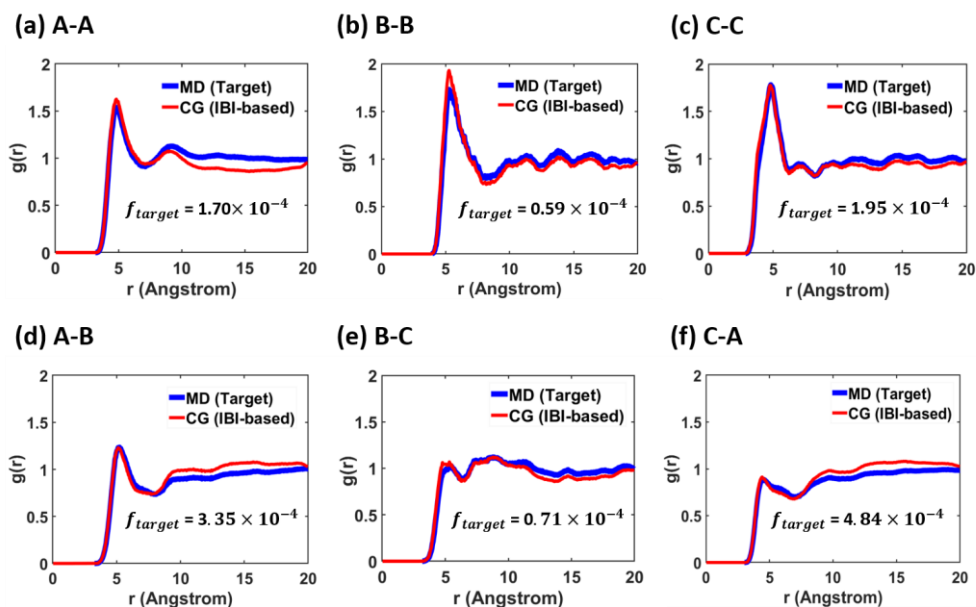 (a) A-A
(b) B-B
(c) C-C
2
1.5
1
0.5
0
g(r)
MD (Target)
CG (IBI-based)
f_target = 1.70 × 10⁻⁴
0 5 10 15 20
r (Angstrom)
2
1.5
1
0.5
0
g(r)
MD (Target)
CG (IBI-based)
f_target = 0.59 × 10⁻⁴
0 5 10 15 20
r (Angstrom)
2
1.5
1
0.5
0
g(r)
MD (Target)
CG (IBI-based)
f_target = 1.95 × 10⁻⁴
0 5 10 15 20
r (Angstrom)
(d) A-B
(e) B-C
(f) C-A
2
1.5
1
0.5
0
g(r)
MD (Target)
CG (IBI-based)
f_target = 3.35 × 10⁻⁴
0 5 10 15 20
r (Angstrom)
2
1.5
1
0.5
0
g(r)
MD (Target)
CG (IBI-based)
f_target = 0.71 × 10⁻⁴
0 5 10 15 20
r (Angstrom)
2
1.5
1
0.5
0
g(r)
MD (Target)
CG (IBI-based)
f_target = 4.84 × 10⁻⁴
0 5 10 15 20
r (Angstrom)